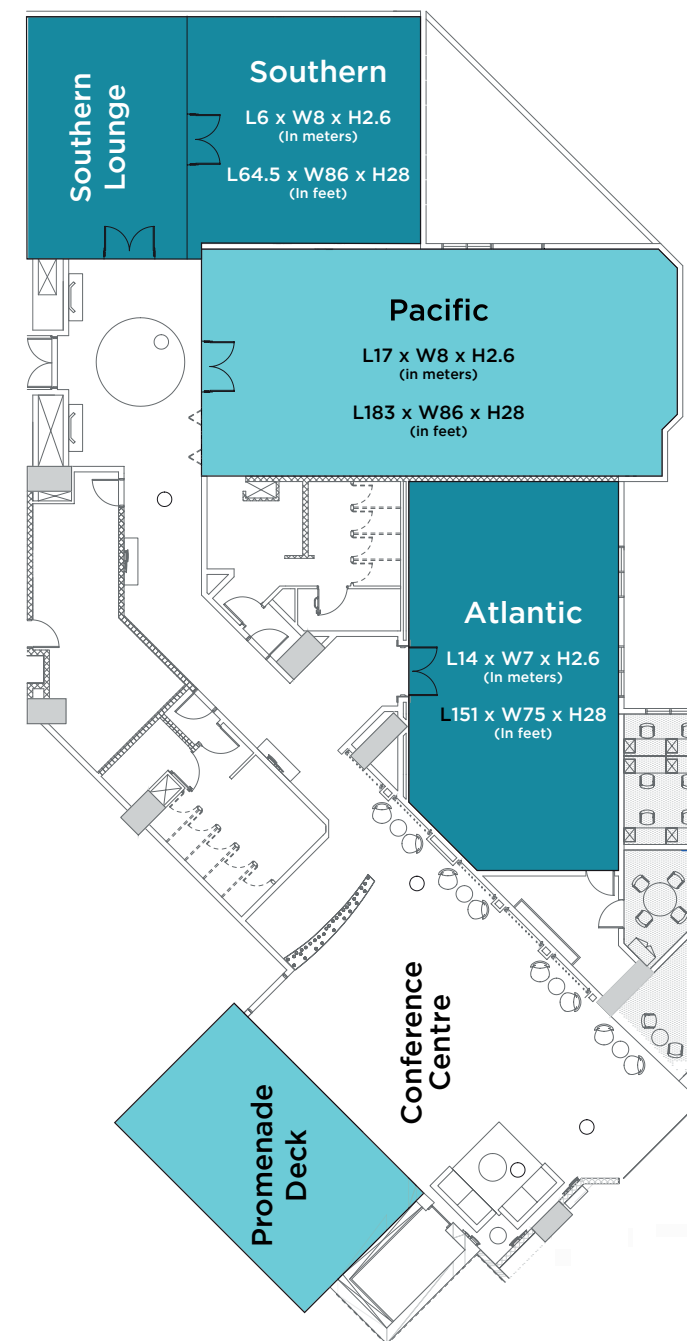 Southern
Lounge
Southern
L6 x W8 x H2.6
(In meters)
L64.5 x W86 x H28
(In feet)
Pacific
L17 x W8 x H2.6
(in meters)
L183 x W86 x H28
(in feet)
Atlantic
L14 x W7 x H2.6
(In meters)
L151 x W75 x H28
(In feet)
Conference
Centre
Promenade
Deck